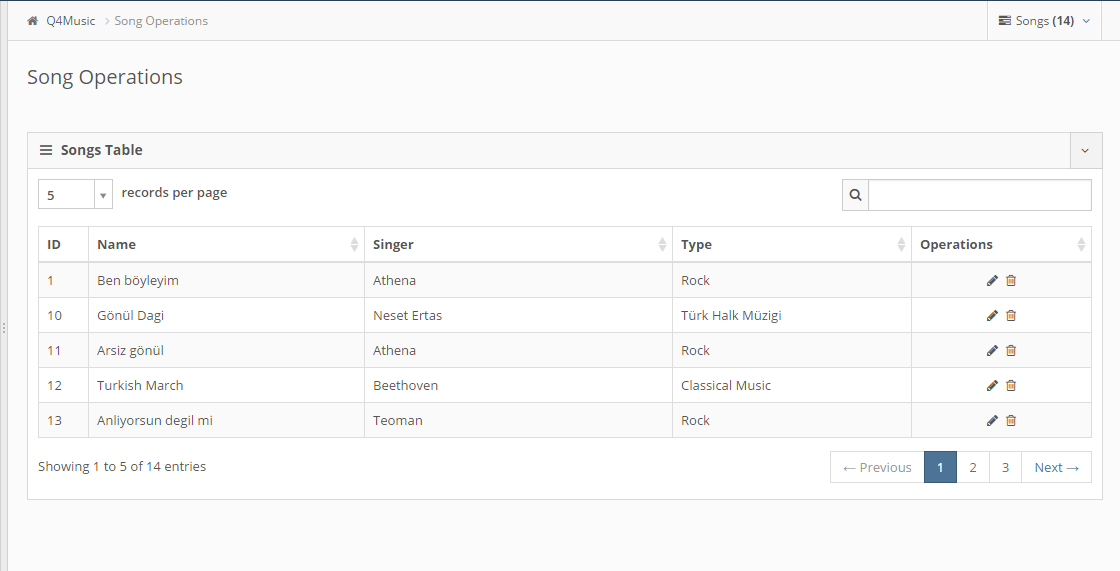 Q4Music > Song Operations
Songs (14)
Song Operations
Songs Table
5 records per page
ID Name Singer Type Operations
1 Ben böyleyim Athena Rock
10 Gönül Dagi Neset Ertas Türk Halk Müzigi
11 Arsiz gönül Athena Rock
12 Turkish March Beethoven Classical Music
13 Anliyorsun degil mi Teoman Rock
Showing 1 to 5 of 14 entries
← Previous 1 2 3 Next →